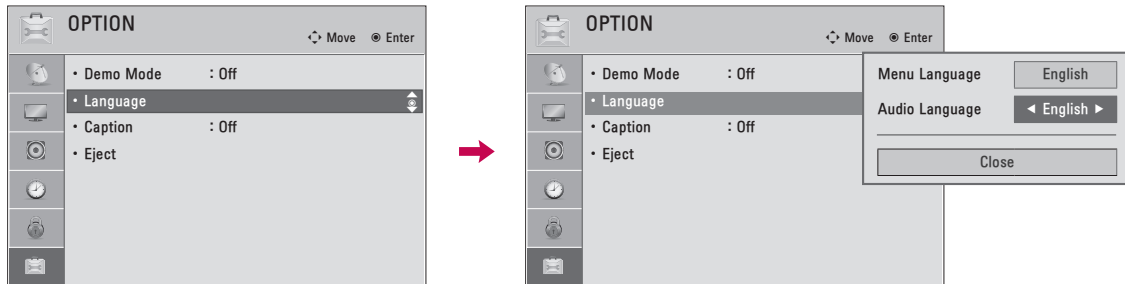 OPTION
Move Enter
• Demo Mode : Off
• Language
• Caption : Off
• Eject
OPTION
Move Enter
• Demo Mode : Off
• Language
• Caption : Off
• Eject
Menu Language English
Audio Language ◄ English ►
Close